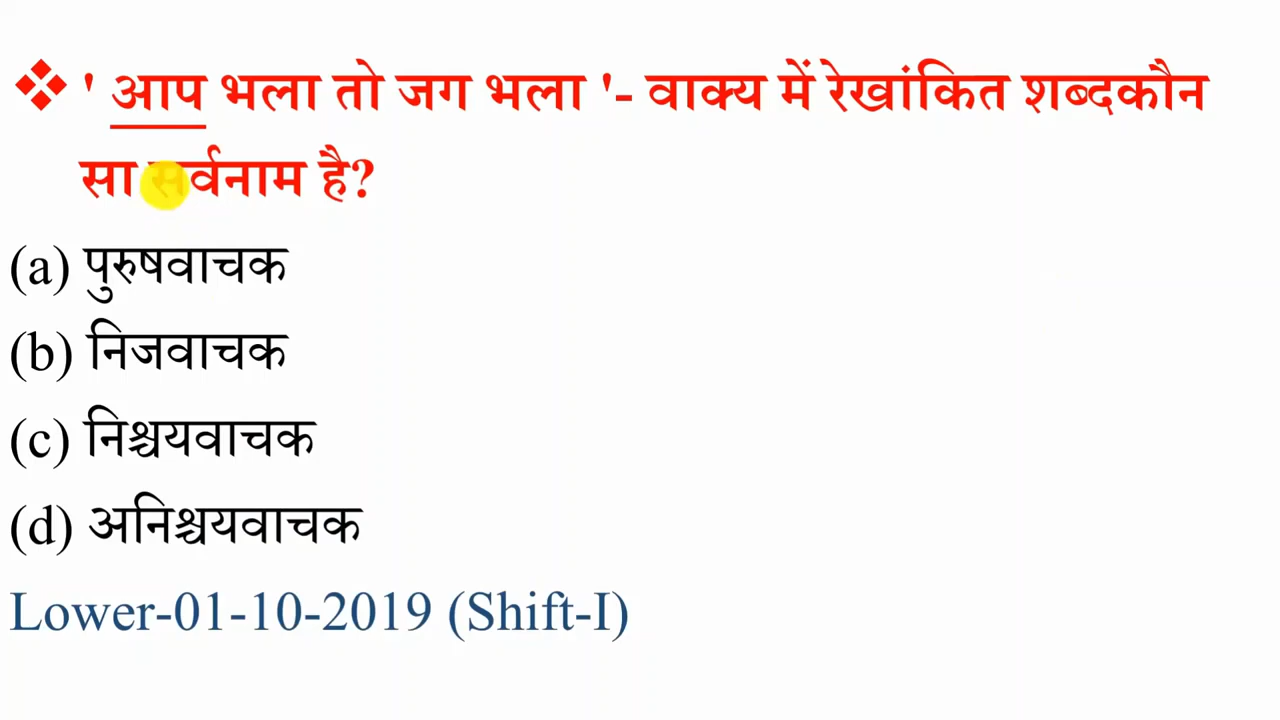 ❖ ' आप भला तो जग भला '- वाक्य में रेखांकित शब्दकौन
सा सर्वनाम है?
(a) पुरुषवाचक
(b) निजवाचक
(c) निश्चयवाचक
(d) अनिश्चयवाचक
Lower-01-10-2019 (Shift-I)